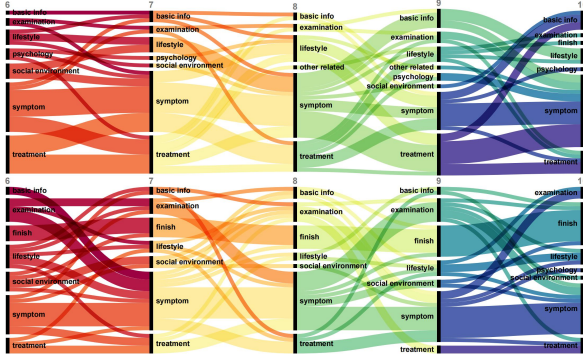 6 7 8 9 1
basic info
examination
lifestyle
psychology
social environment
symptom
treatment
basic info
examination
lifestyle
psychology
social environment
symptom
treatment
basic info
examination
lifestyle
other related
symptom
treatment
basic info
examination
lifestyle
other related
psychology
social environment
symptom
treatment
basic info
examination
finish
psychology
symptom
treatment
6 7 8 9 1
basic info
examination
finish
lifestyle
social environment
symptom
treatment
basic info
examination
finish
lifestyle
social environment
symptom
treatment
basic info
examination
finish
lifestyle
social environment
symptom
treatment
basic info
examination
lifestyle
social environment
symptom
treatment
examination
finish
lifestyle
psychology
social environment
symptom